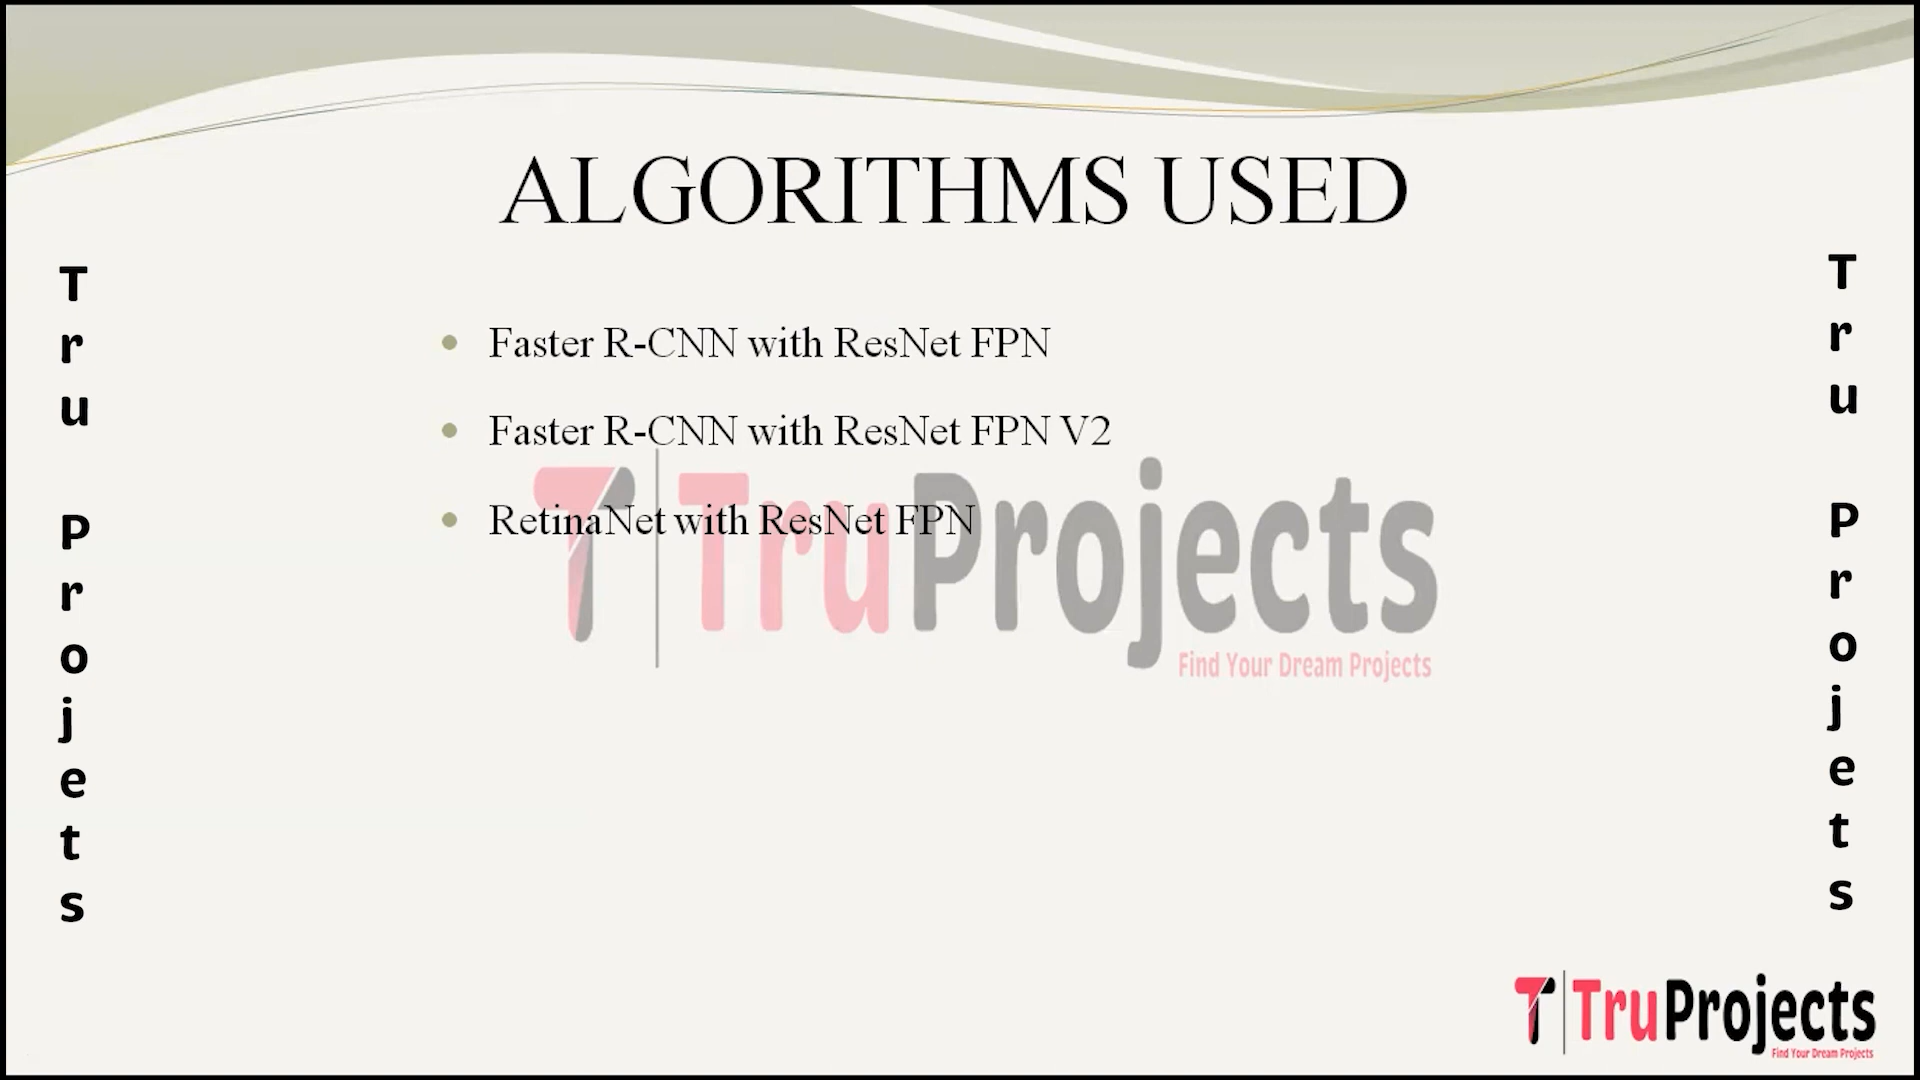 ALGORITHMS USED
Faster R-CNN with ResNet FPN
Faster R-CNN with ResNet FPN V2
RetinaNet with ResNet FPN
TruProjects
Find Your Dream Projects
Tru Projets
Tru Projets
TruProjects
Find Your Dream Projects